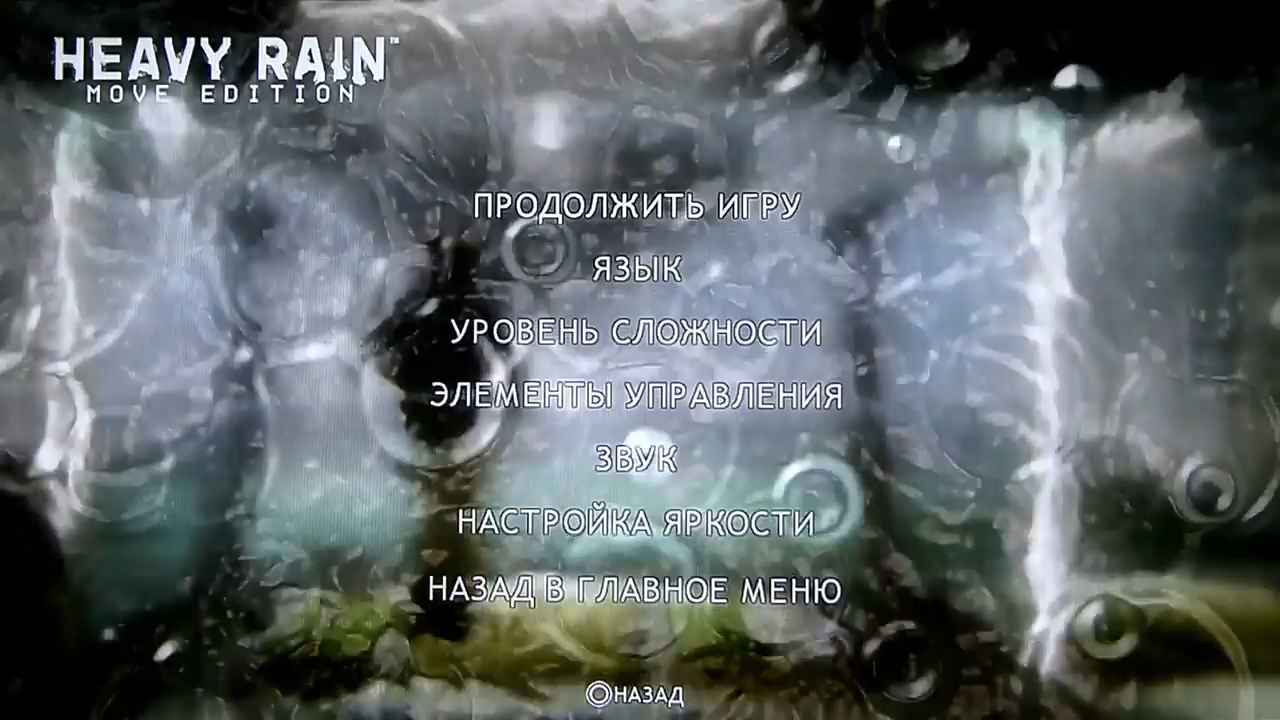 HEAVY RAIN™
MOVE EDITION
ПРОДОЛЖИТЬ ИГРУ
ЯЗЫК
УРОВЕНЬ СЛОЖНОСТИ
ЭЛЕМЕНТЫ УПРАВЛЕНИЯ
ЗВУК
НАСТРОЙКА ЯРКОСТИ
НАЗАД В ГЛАВНОЕ МЕНЮ
НАЗАД